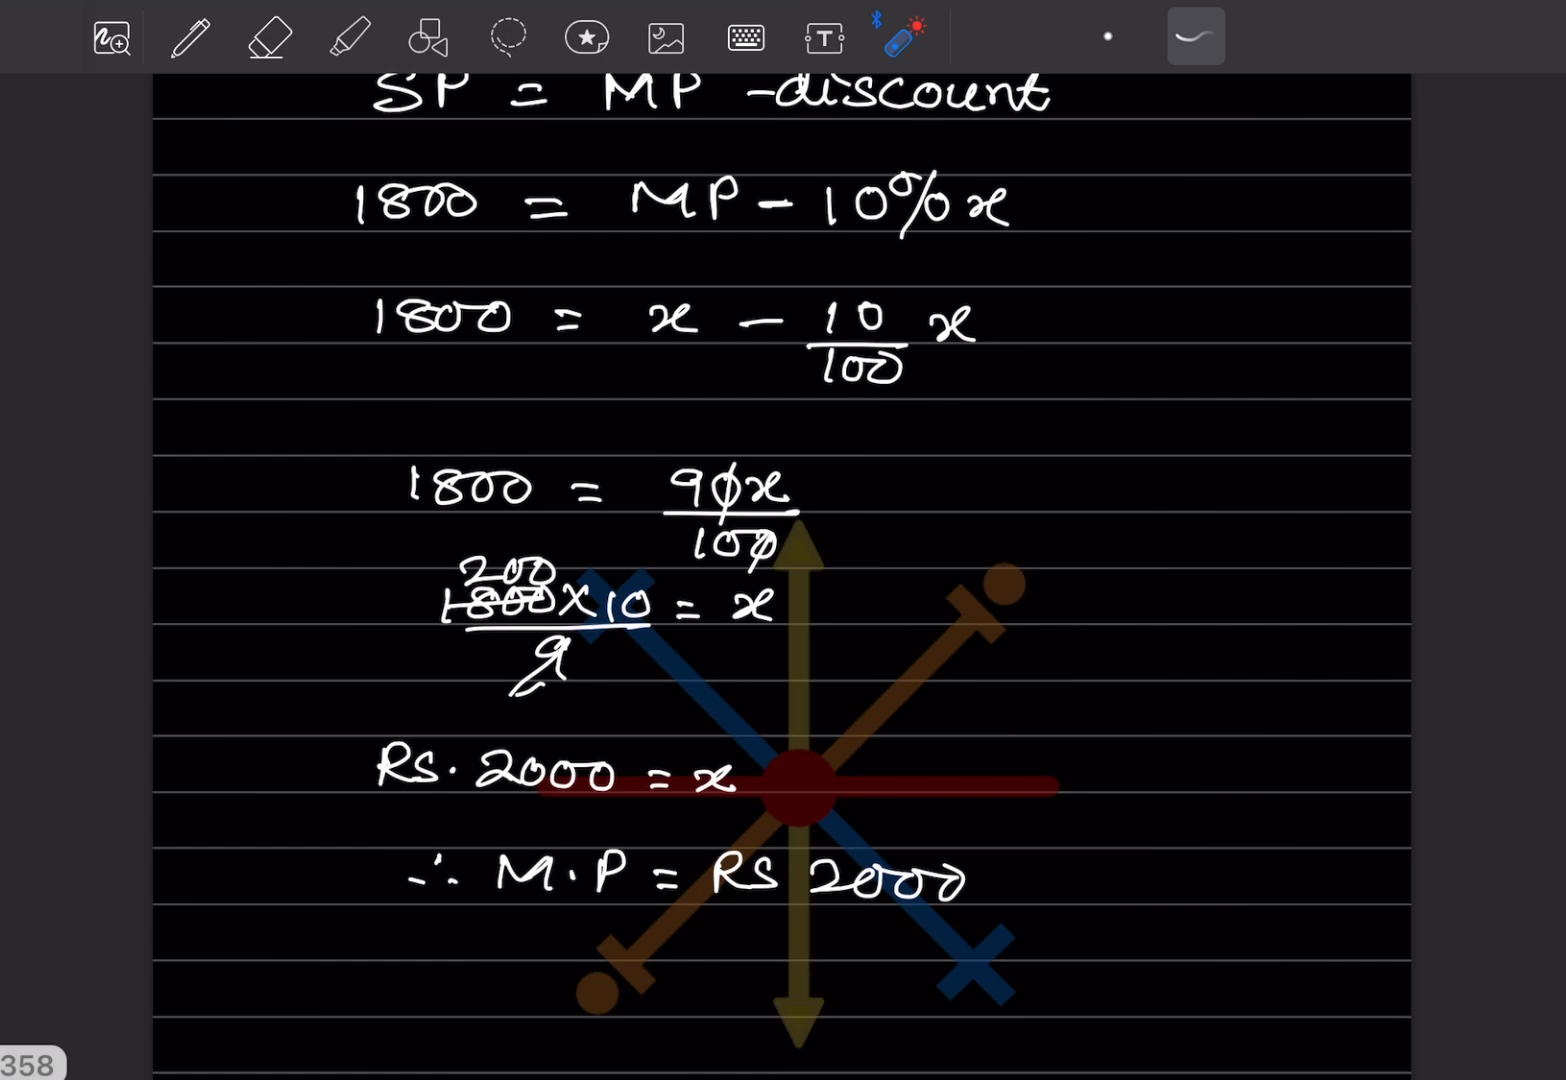 SP = MP - discount
1800 = MP - 10% x
1800 = x - 10/100 x
1800 = 90x/100
200
1800 × 10 = x
9
Rs. 2000 = x
∴ M.P = RS 2000
358